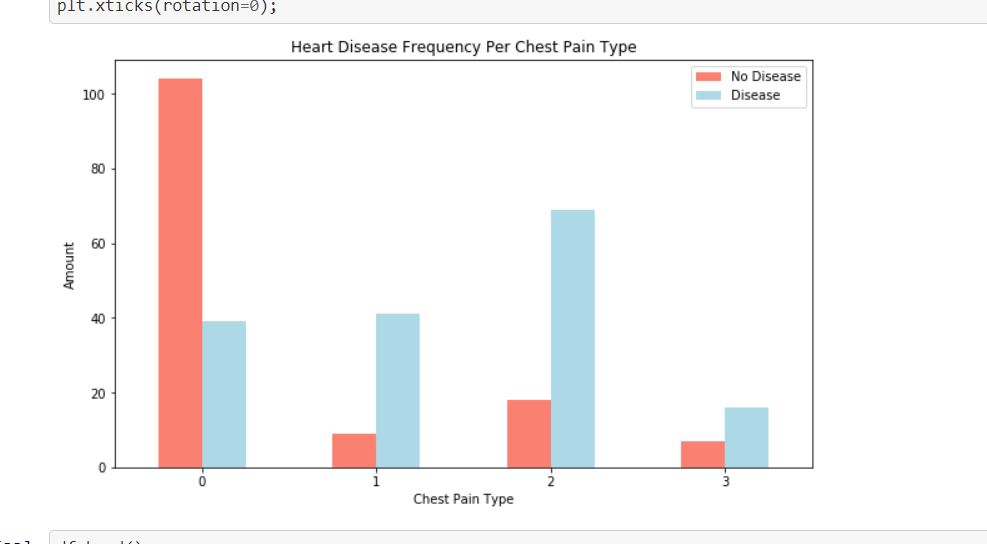 plt.xticks(rotation=0);
Heart Disease Frequency Per Chest Pain Type
No Disease
Disease
100
80
60
40
20
0
Amount
0 1 2 3
Chest Pain Type